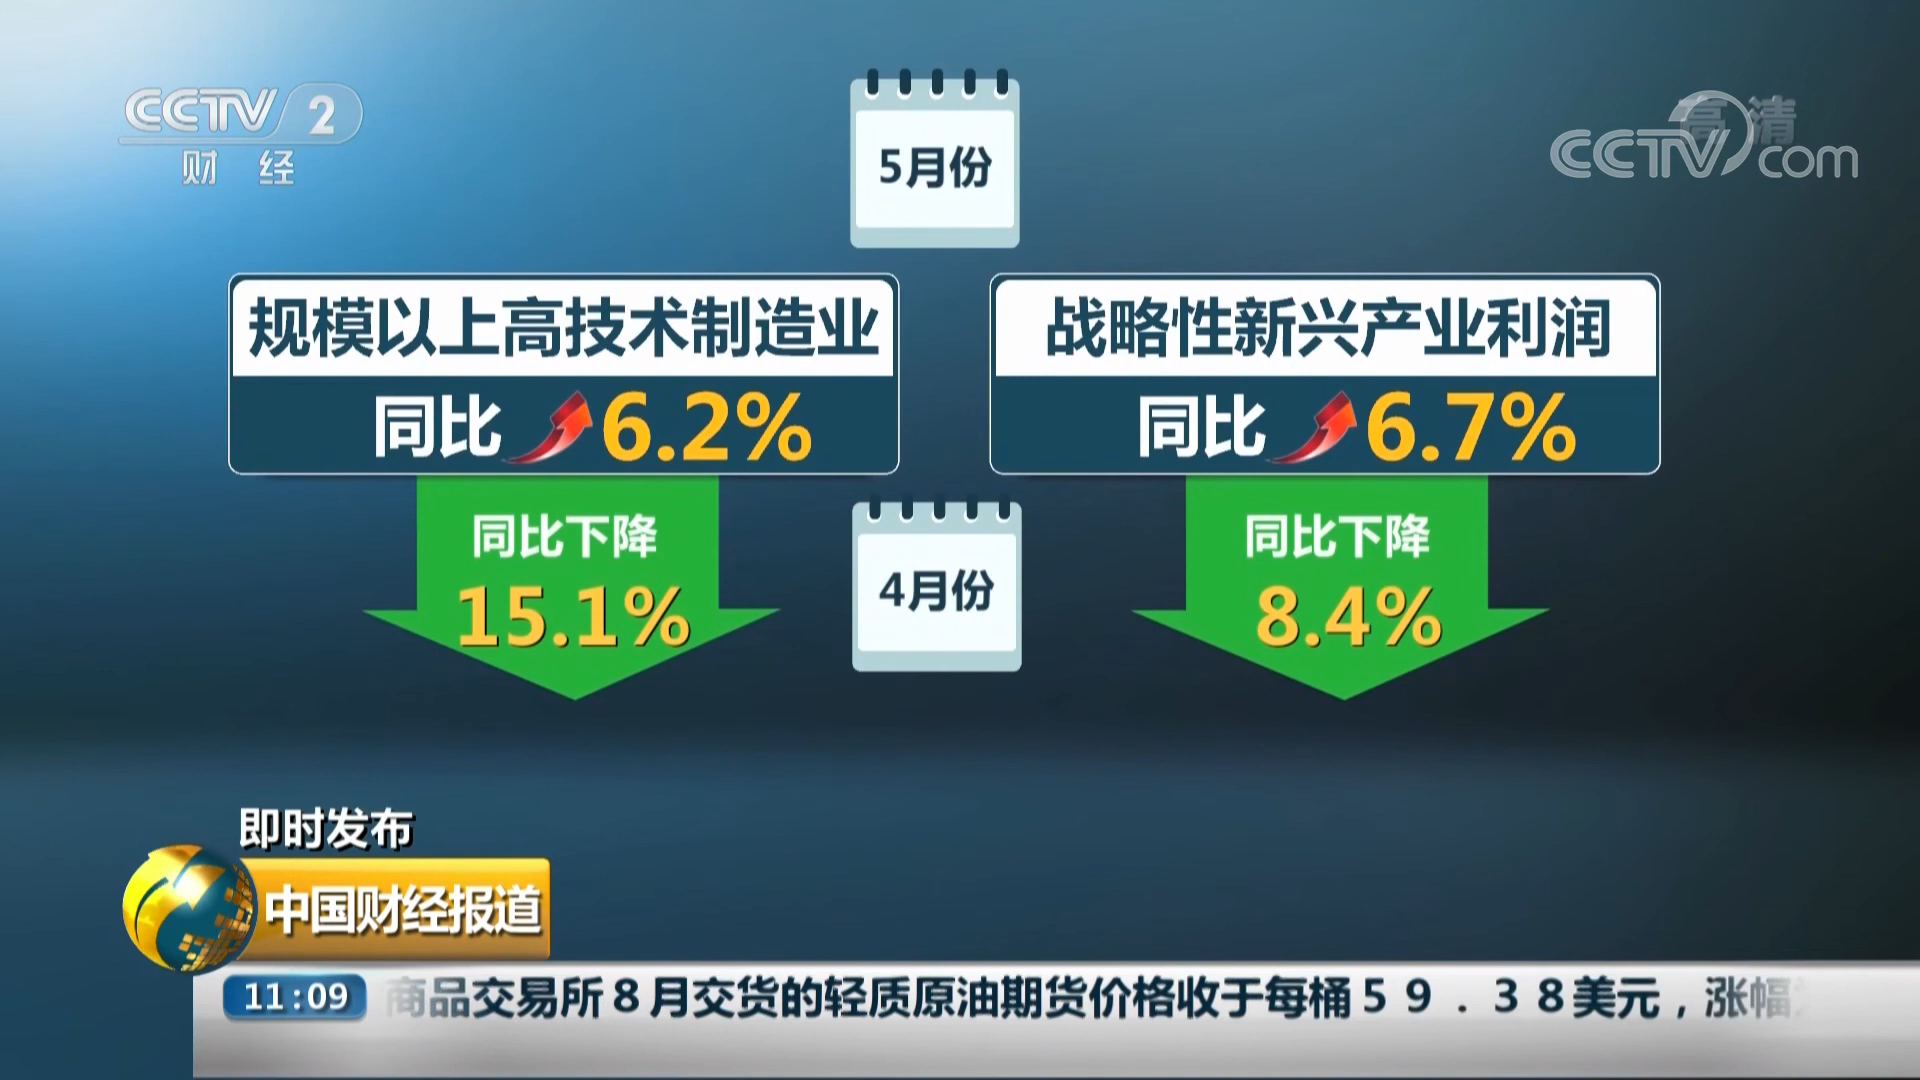 CCTV 2
财 经
高清
CCTV com
5月份
规模以上高技术制造业
同比 6.2%
战略性新兴产业利润
同比 6.7%
4月份
同比下降
15.1%
同比下降
8.4%
即时发布
中国财经报道
11:09 商品交易所8月交货的轻质原油期货价格收于每桶59.38美元，涨幅